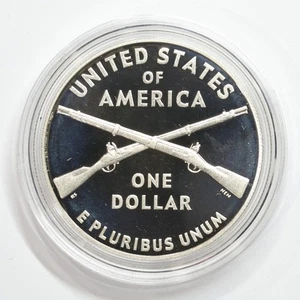 UNITED STATES
OF
AMERICA
ONE
DOLLAR
E PLURIBUS UNUM